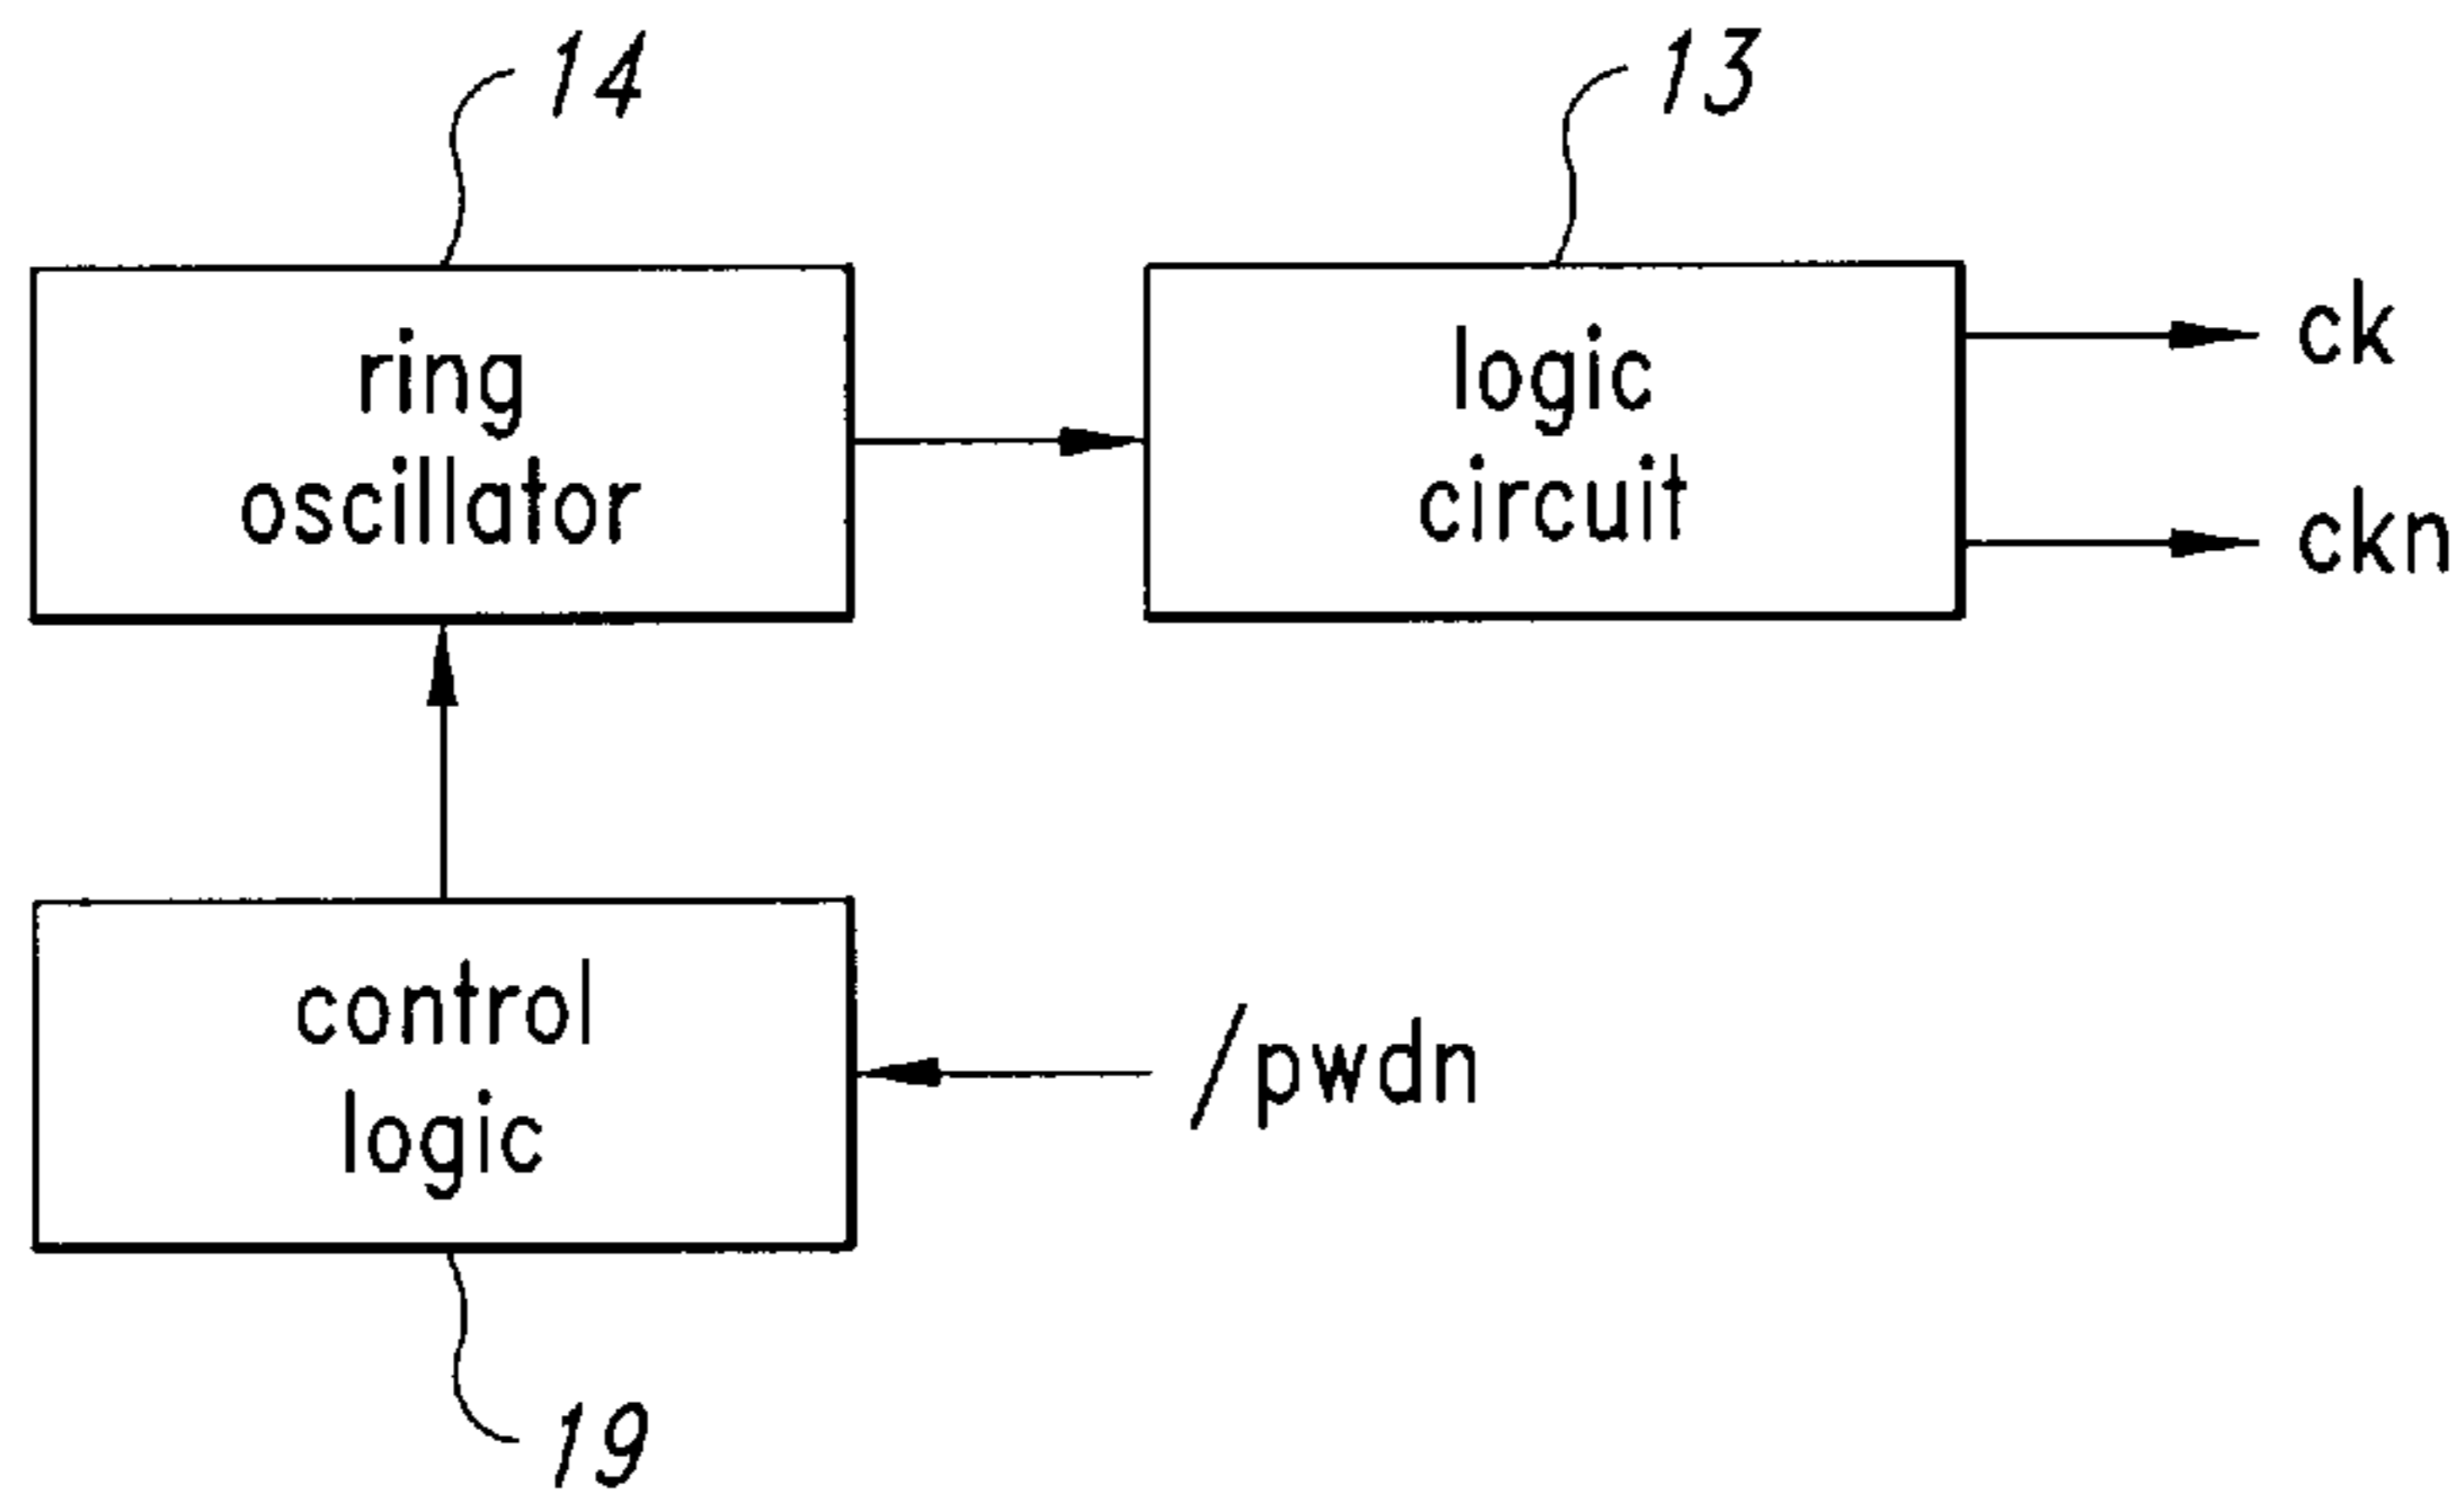 14
13
ring
oscillator
logic
circuit
ck
ckn
control
logic
/pwdn
19